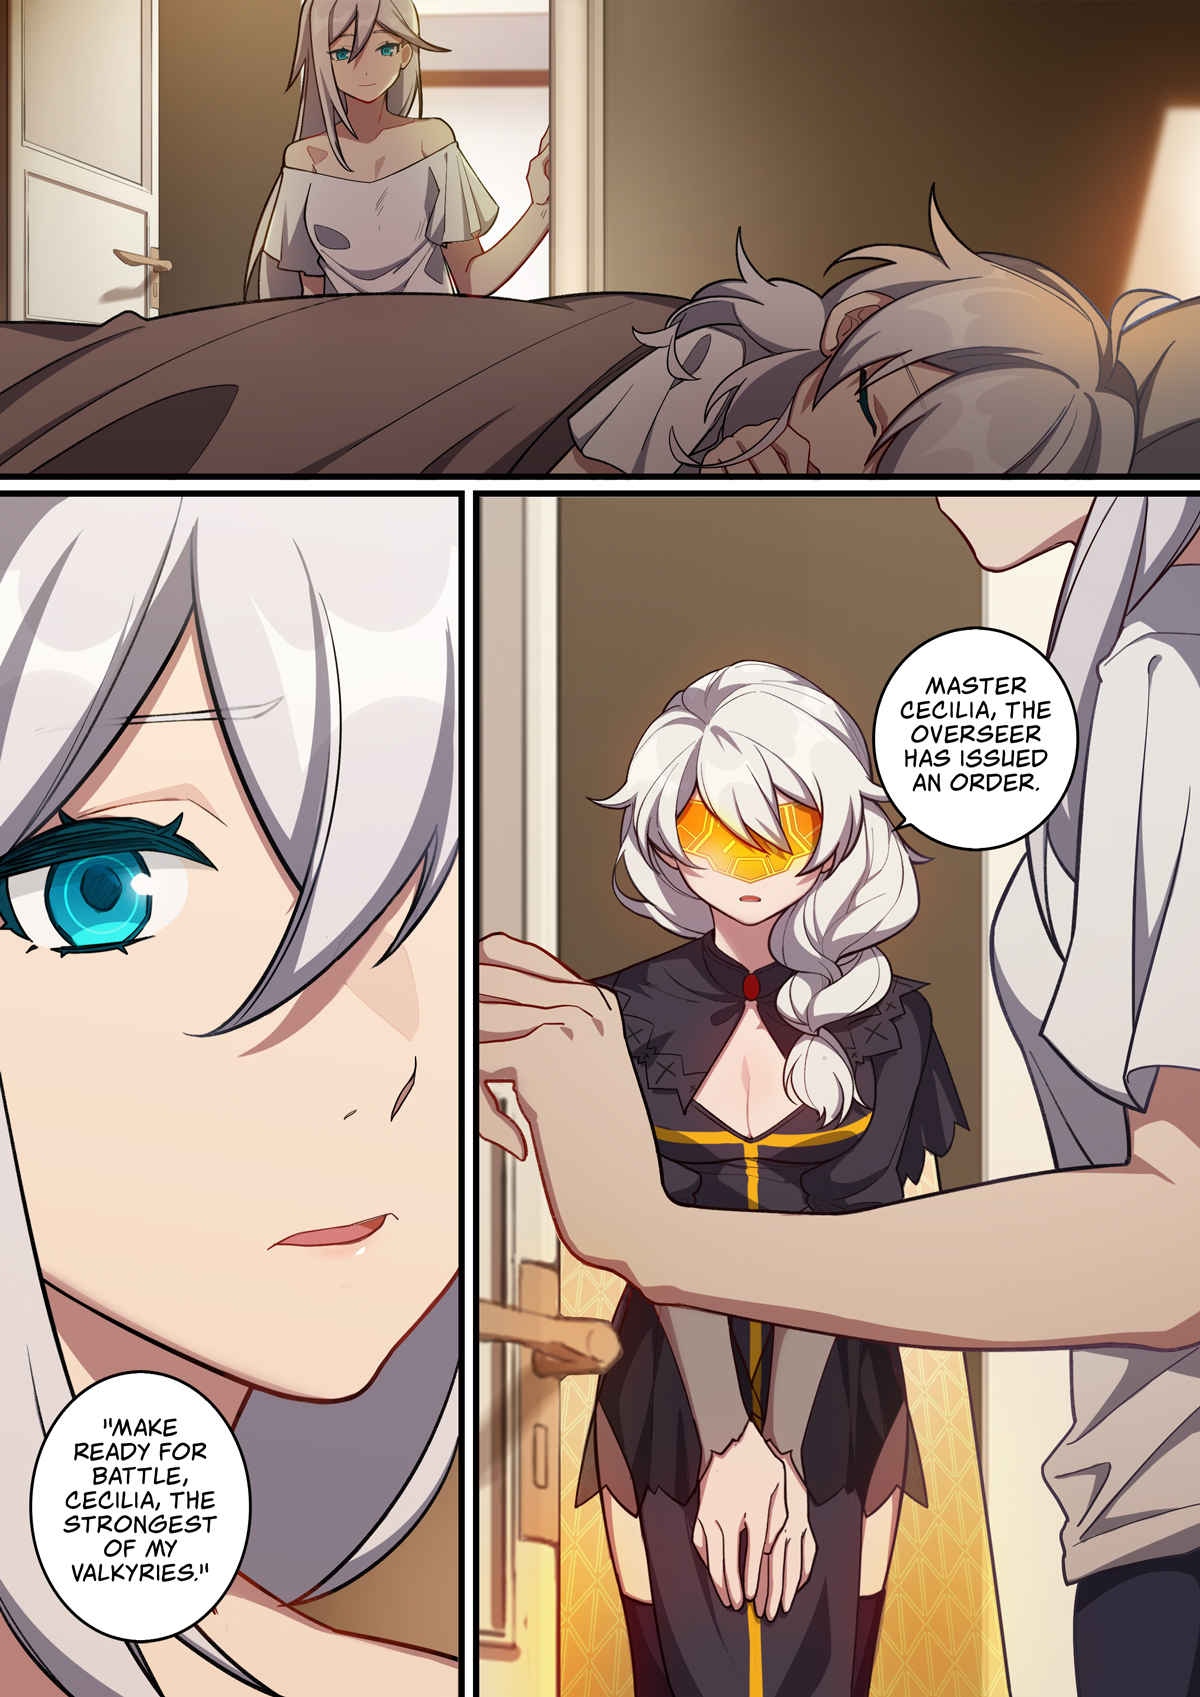 MASTER
CECILIA, THE
OVERSEER
HAS ISSUED
AN ORDER.
"MAKE
READY FOR
BATTLE,
CECILIA, THE
STRONGEST
OF MY
VALKYRIES."